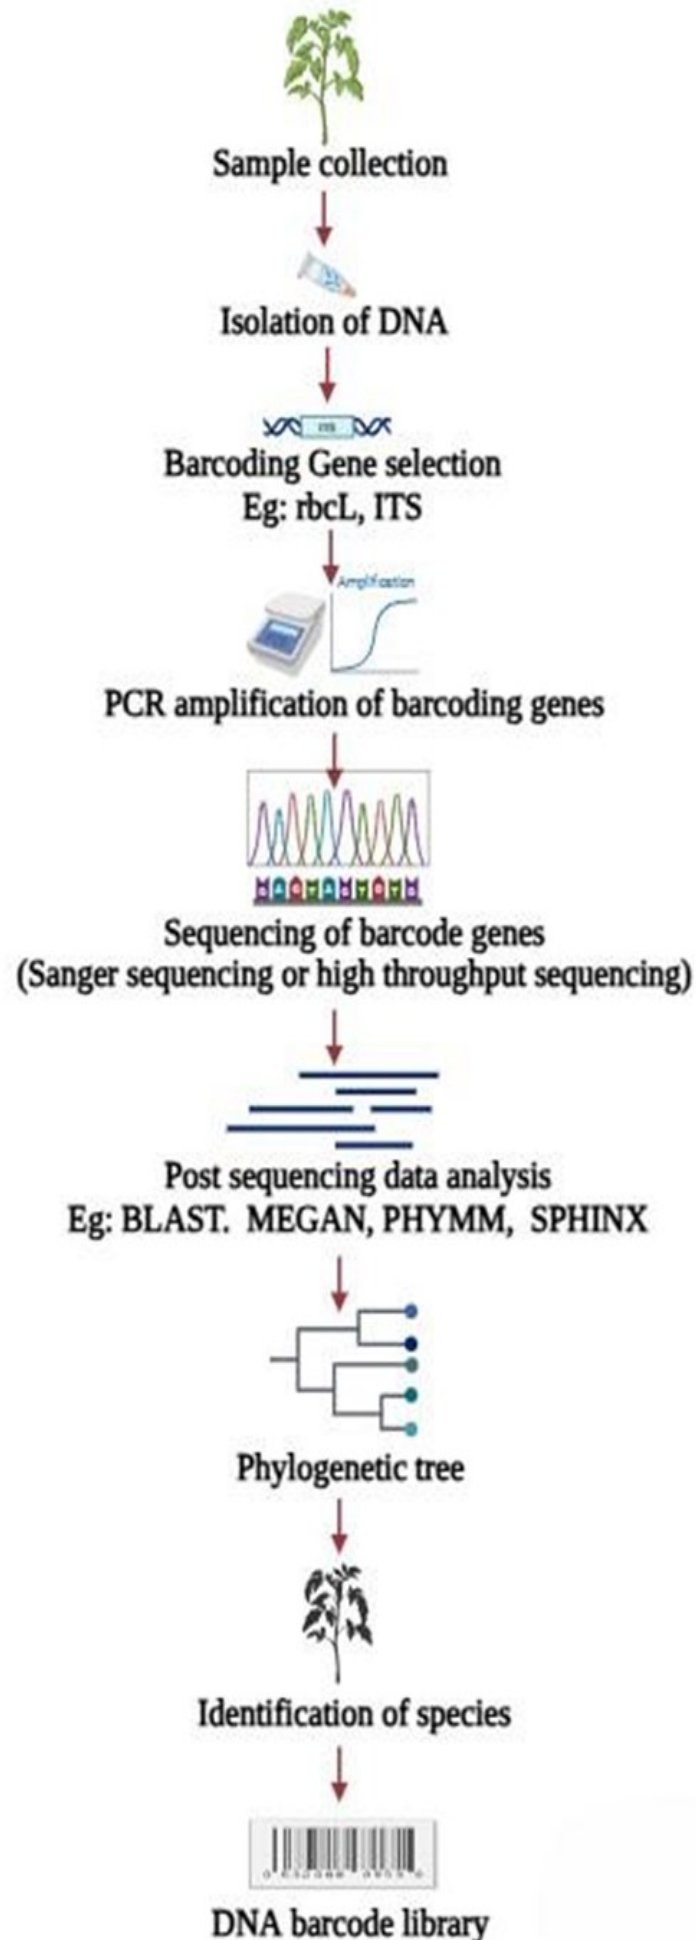 Sample collection
Isolation of DNA
ITS
Barcoding Gene selection
Eg: rbcL, ITS
Amplification
PCR amplification of barcoding genes
Sequencing of barcode genes
(Sanger sequencing or high throughput sequencing)
Post sequencing data analysis
Eg: BLAST.  MEGAN, PHYMM,  SPHINX
Phylogenetic tree
Identification of species
DNA barcode library